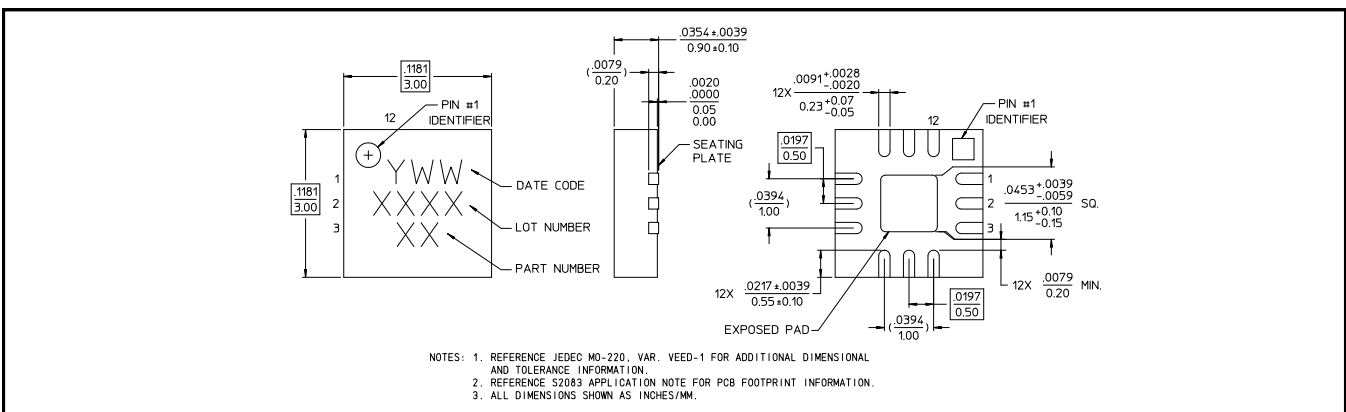 .1181
3.00
12
PIN #1
IDENTIFIER
.1181
3.00
1
2
3
YWW
XXXX
XX
DATE CODE
LOT NUMBER
PART NUMBER
.0354±.0039
0.90±0.10
(.0079)
0.20
.0020
.0000
0.05
0.00
SEATING
PLATE
12X .0091 +.0028
-.0020
0.23 +0.07
-0.05
12
PIN #1
IDENTIFIER
.0197
0.50
(.0394)
1.00
1
2
3
.0453 +.0039
-.0059
1.15 +0.10
-0.15
SQ.
12X .0217±.0039
0.55±0.10
12X .0079 MIN.
0.20
.0197
0.50
(.0394)
1.00
EXPOSED PAD
NOTES: 1. REFERENCE JEDEC MO-220, VAR. VEED-1 FOR ADDITIONAL DIMENSIONAL
AND TOLERANCE INFORMATION.
2. REFERENCE S2083 APPLICATION NOTE FOR PCB FOOTPRINT INFORMATION.
3. ALL DIMENSIONS SHOWN AS INCHES/MM.